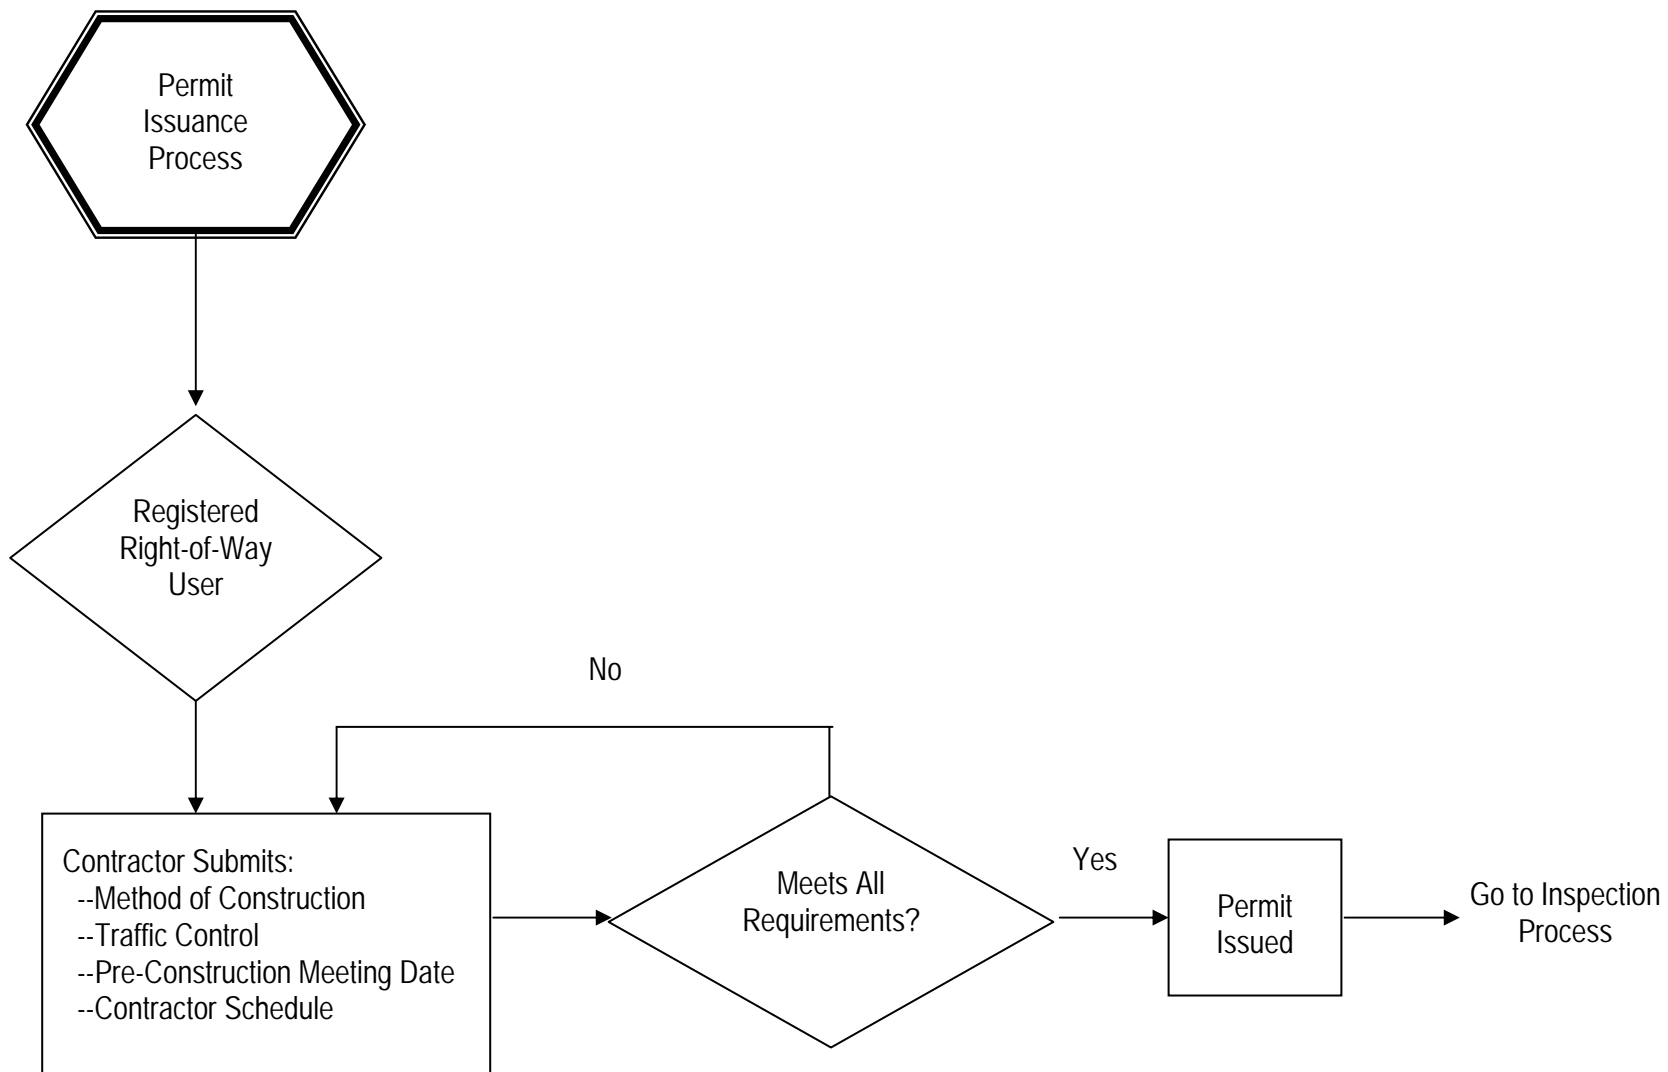 Permit
Issuance
Process
Registered
Right-of-Way
User
No
Contractor Submits:
--Method of Construction
--Traffic Control
--Pre-Construction Meeting Date
--Contractor Schedule
Meets All
Requirements?
Yes
Permit
Issued
Go to Inspection
Process